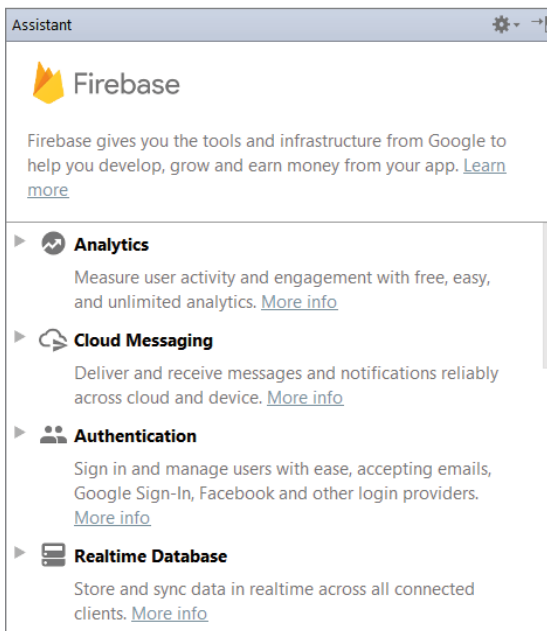 Assistant
Firebase
Firebase gives you the tools and infrastructure from Google to
help you develop, grow and earn money from your app. Learn
more
Analytics
Measure user activity and engagement with free, easy,
and unlimited analytics. More info
Cloud Messaging
Deliver and receive messages and notifications reliably
across cloud and device. More info
Authentication
Sign in and manage users with ease, accepting emails,
Google Sign-In, Facebook and other login providers.
More info
Realtime Database
Store and sync data in realtime across all connected
clients. More info